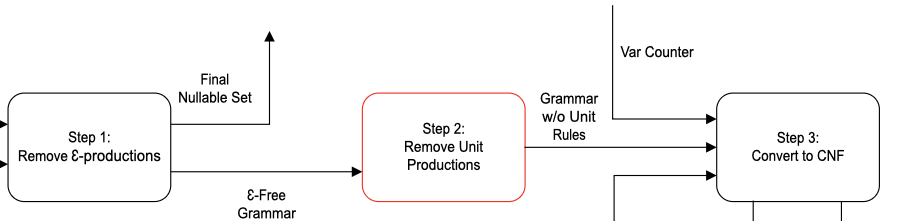 Var Counter
Final
Nullable Set
Grammar
w/o Unit
Rules
Step 1:
Remove Ɛ-productions
Step 2:
Remove Unit
Productions
Step 3:
Convert to CNF
Ɛ-Free
Grammar